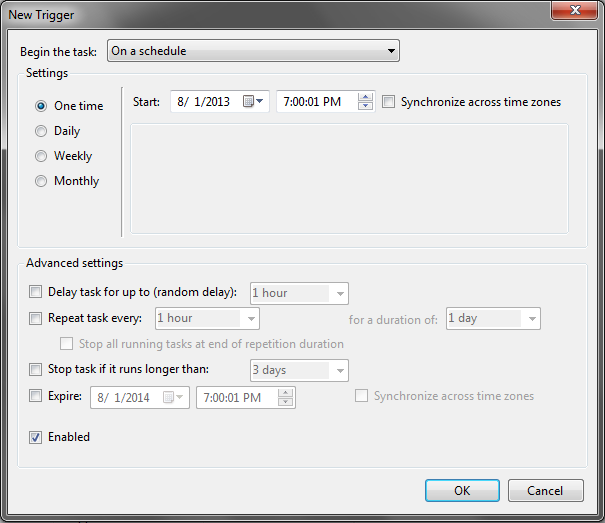 New Trigger
Begin the task: On a schedule
Settings
One time
Start: 8/ 1/2013 7:00:01 PM Synchronize across time zones
Daily
Weekly
Monthly
Advanced settings
Delay task for up to (random delay): 1 hour
Repeat task every: 1 hour for a duration of: 1 day
Stop all running tasks at end of repetition duration
Stop task if it runs longer than: 3 days
Expire: 8/ 1/2014 7:00:01 PM Synchronize across time zones
Enabled
OK Cancel